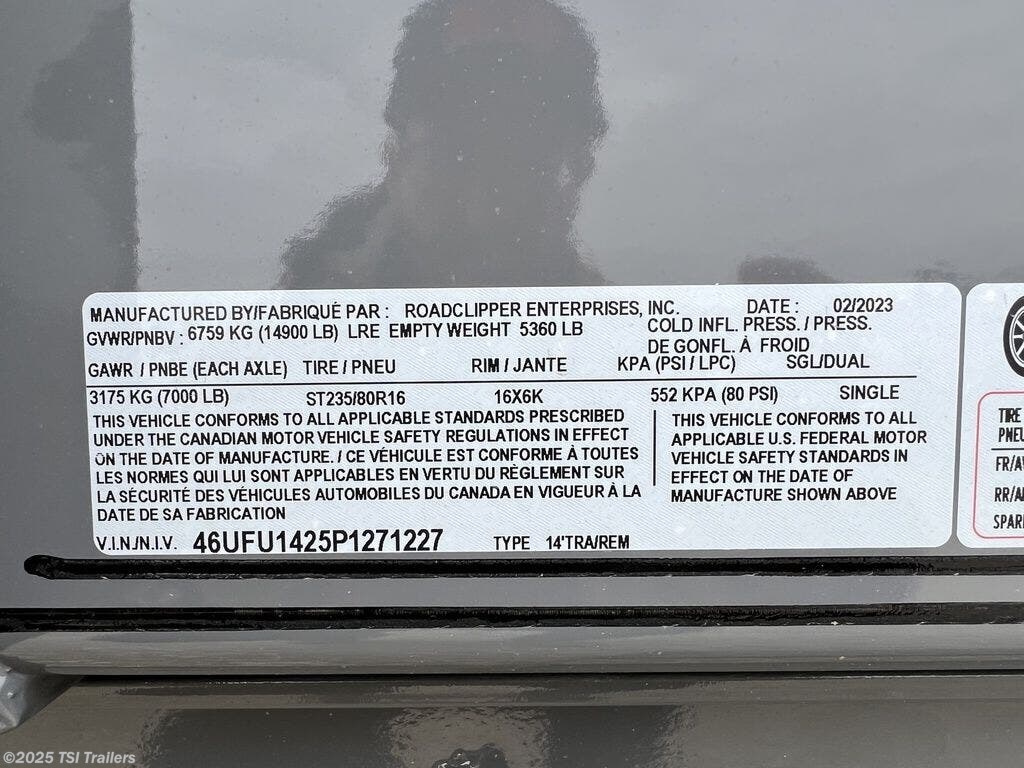 MANUFACTURED BY/FABRIQUÉ PAR : ROADCLIPPER ENTERPRISES, INC. DATE : 02/2023
GVWR/PNBV : 6759 KG (14900 LB) LRE EMPTY WEIGHT 5360 LB COLD INFL. PRESS. / PRESS.
DE GONFL. À FROID
GAWR / PNBE (EACH AXLE) TIRE / PNEU RIM / JANTE KPA (PSI / LPC) SGL/DUAL
3175 KG (7000 LB) ST235/80R16 16X6K 552 KPA (80 PSI) SINGLE
THIS VEHICLE CONFORMS TO ALL APPLICABLE STANDARDS PRESCRIBED
UNDER THE CANADIAN MOTOR VEHICLE SAFETY REGULATIONS IN EFFECT
ON THE DATE OF MANUFACTURE. / CE VÉHICULE EST CONFORME À TOUTES
LES NORMES QUI LUI SONT APPLICABLES EN VERTU DU RÈGLEMENT SUR
LA SÉCURITÉ DES VÉHICULES AUTOMOBILES DU CANADA EN VIGUEUR À LA
DATE DE SA FABRICATION
THIS VEHICLE CONFORMS TO ALL
APPLICABLE U.S. FEDERAL MOTOR
VEHICLE SAFETY STANDARDS IN
EFFECT ON THE DATE OF
MANUFACTURE SHOWN ABOVE
V.I.N./N.I.V. 46UFU1425P1271227 TYPE 14'TRA/REM
TIRE
PNEU
FR/AV
RR/AR
SPARE
©2025 TSI Trailers